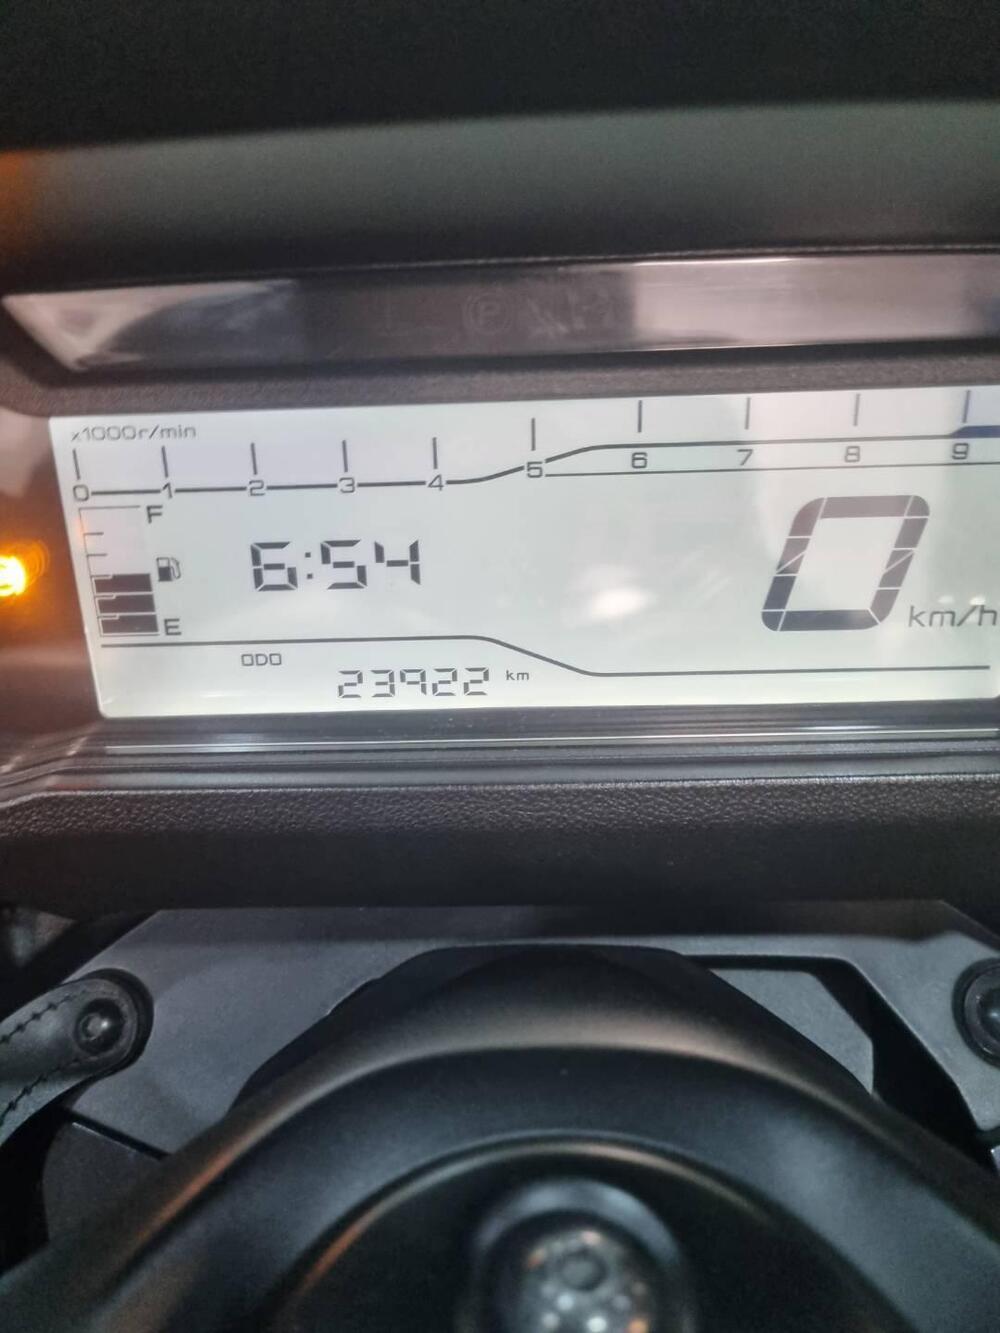 x1000r/min
0 1 2 3 4 5 6 7 8 9
F
6:54
0 km/h
E
ODO
23922 km